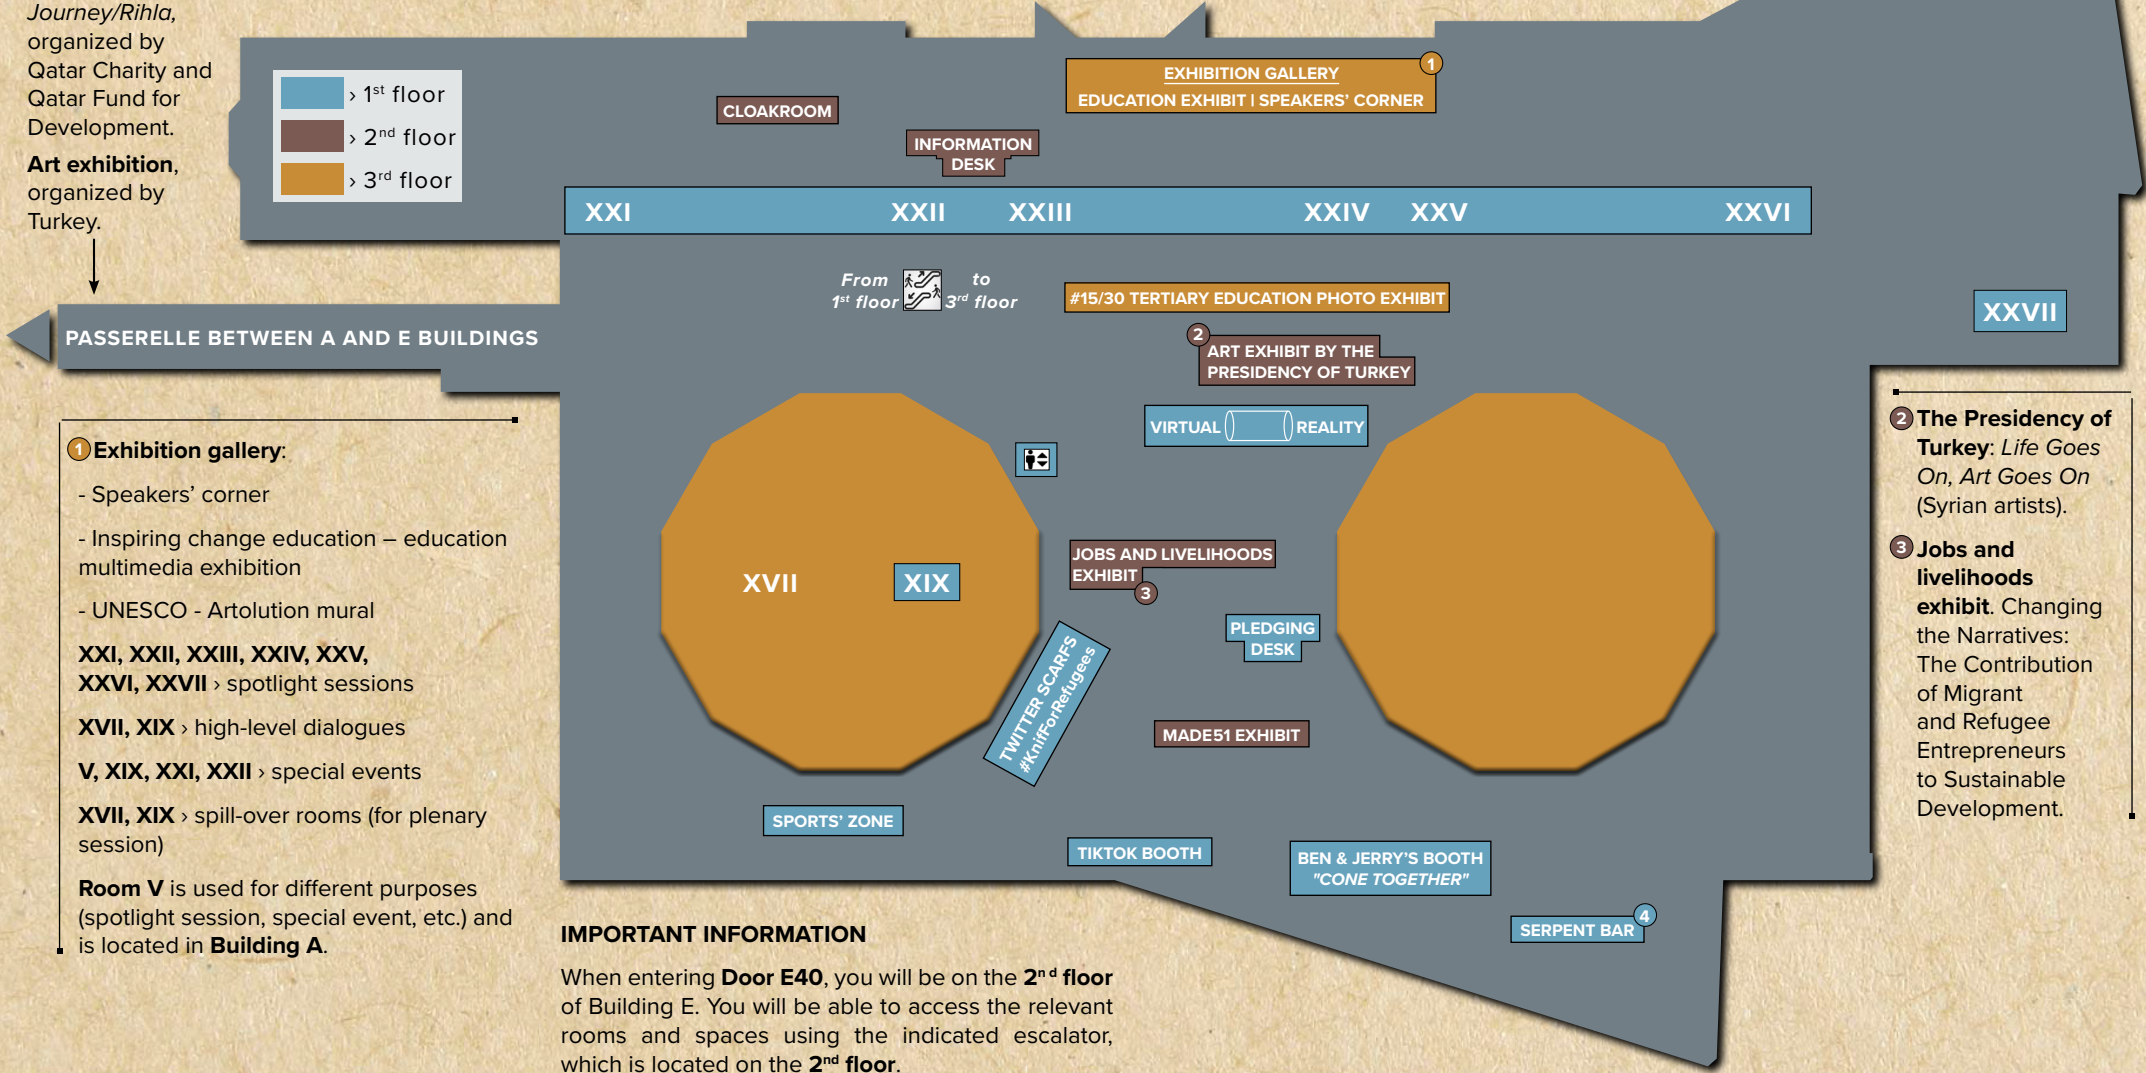 Journey/Rihla,
organized by
Qatar Charity and
Qatar Fund for
Development.
Art exhibition,
organized by
Turkey.
› 1st floor
› 2nd floor
› 3rd floor
CLOAKROOM
INFORMATION
DESK
EXHIBITION GALLERY
EDUCATION EXHIBIT | SPEAKERS' CORNER
1
XXI
XXII
XXIII
XXIV
XXV
XXVI
From
1st floor
to
3rd floor
#15/30 TERTIARY EDUCATION PHOTO EXHIBIT
XXVII
PASSERELLE BETWEEN A AND E BUILDINGS
2
ART EXHIBIT BY THE
PRESIDENCY OF TURKEY
VIRTUAL REALITY
XVII
XIX
JOBS AND LIVELIHOODS
EXHIBIT
3
PLEDGING
DESK
TWITTER SCARFS
#KnifForRefugees
MADE51 EXHIBIT
SPORTS' ZONE
TIKTOK BOOTH
BEN & JERRY'S BOOTH
"CONE TOGETHER"
SERPENT BAR
4
1 Exhibition gallery:
- Speakers' corner
- Inspiring change education – education
multimedia exhibition
- UNESCO - Artolution mural
XXI, XXII, XXIII, XXIV, XXV,
XXVI, XXVII › spotlight sessions
XVII, XIX › high-level dialogues
V, XIX, XXI, XXII › special events
XVII, XIX › spill-over rooms (for plenary
session)
Room V is used for different purposes
(spotlight session, special event, etc.) and
is located in Building A.
2 The Presidency of
Turkey: Life Goes
On, Art Goes On
(Syrian artists).
3 Jobs and
livelihoods
exhibit. Changing
the Narratives:
The Contribution
of Migrant
and Refugee
Entrepreneurs
to Sustainable
Development.
IMPORTANT INFORMATION
When entering Door E40, you will be on the 2nd floor
of Building E. You will be able to access the relevant
rooms and spaces using the indicated escalator,
which is located on the 2nd floor.